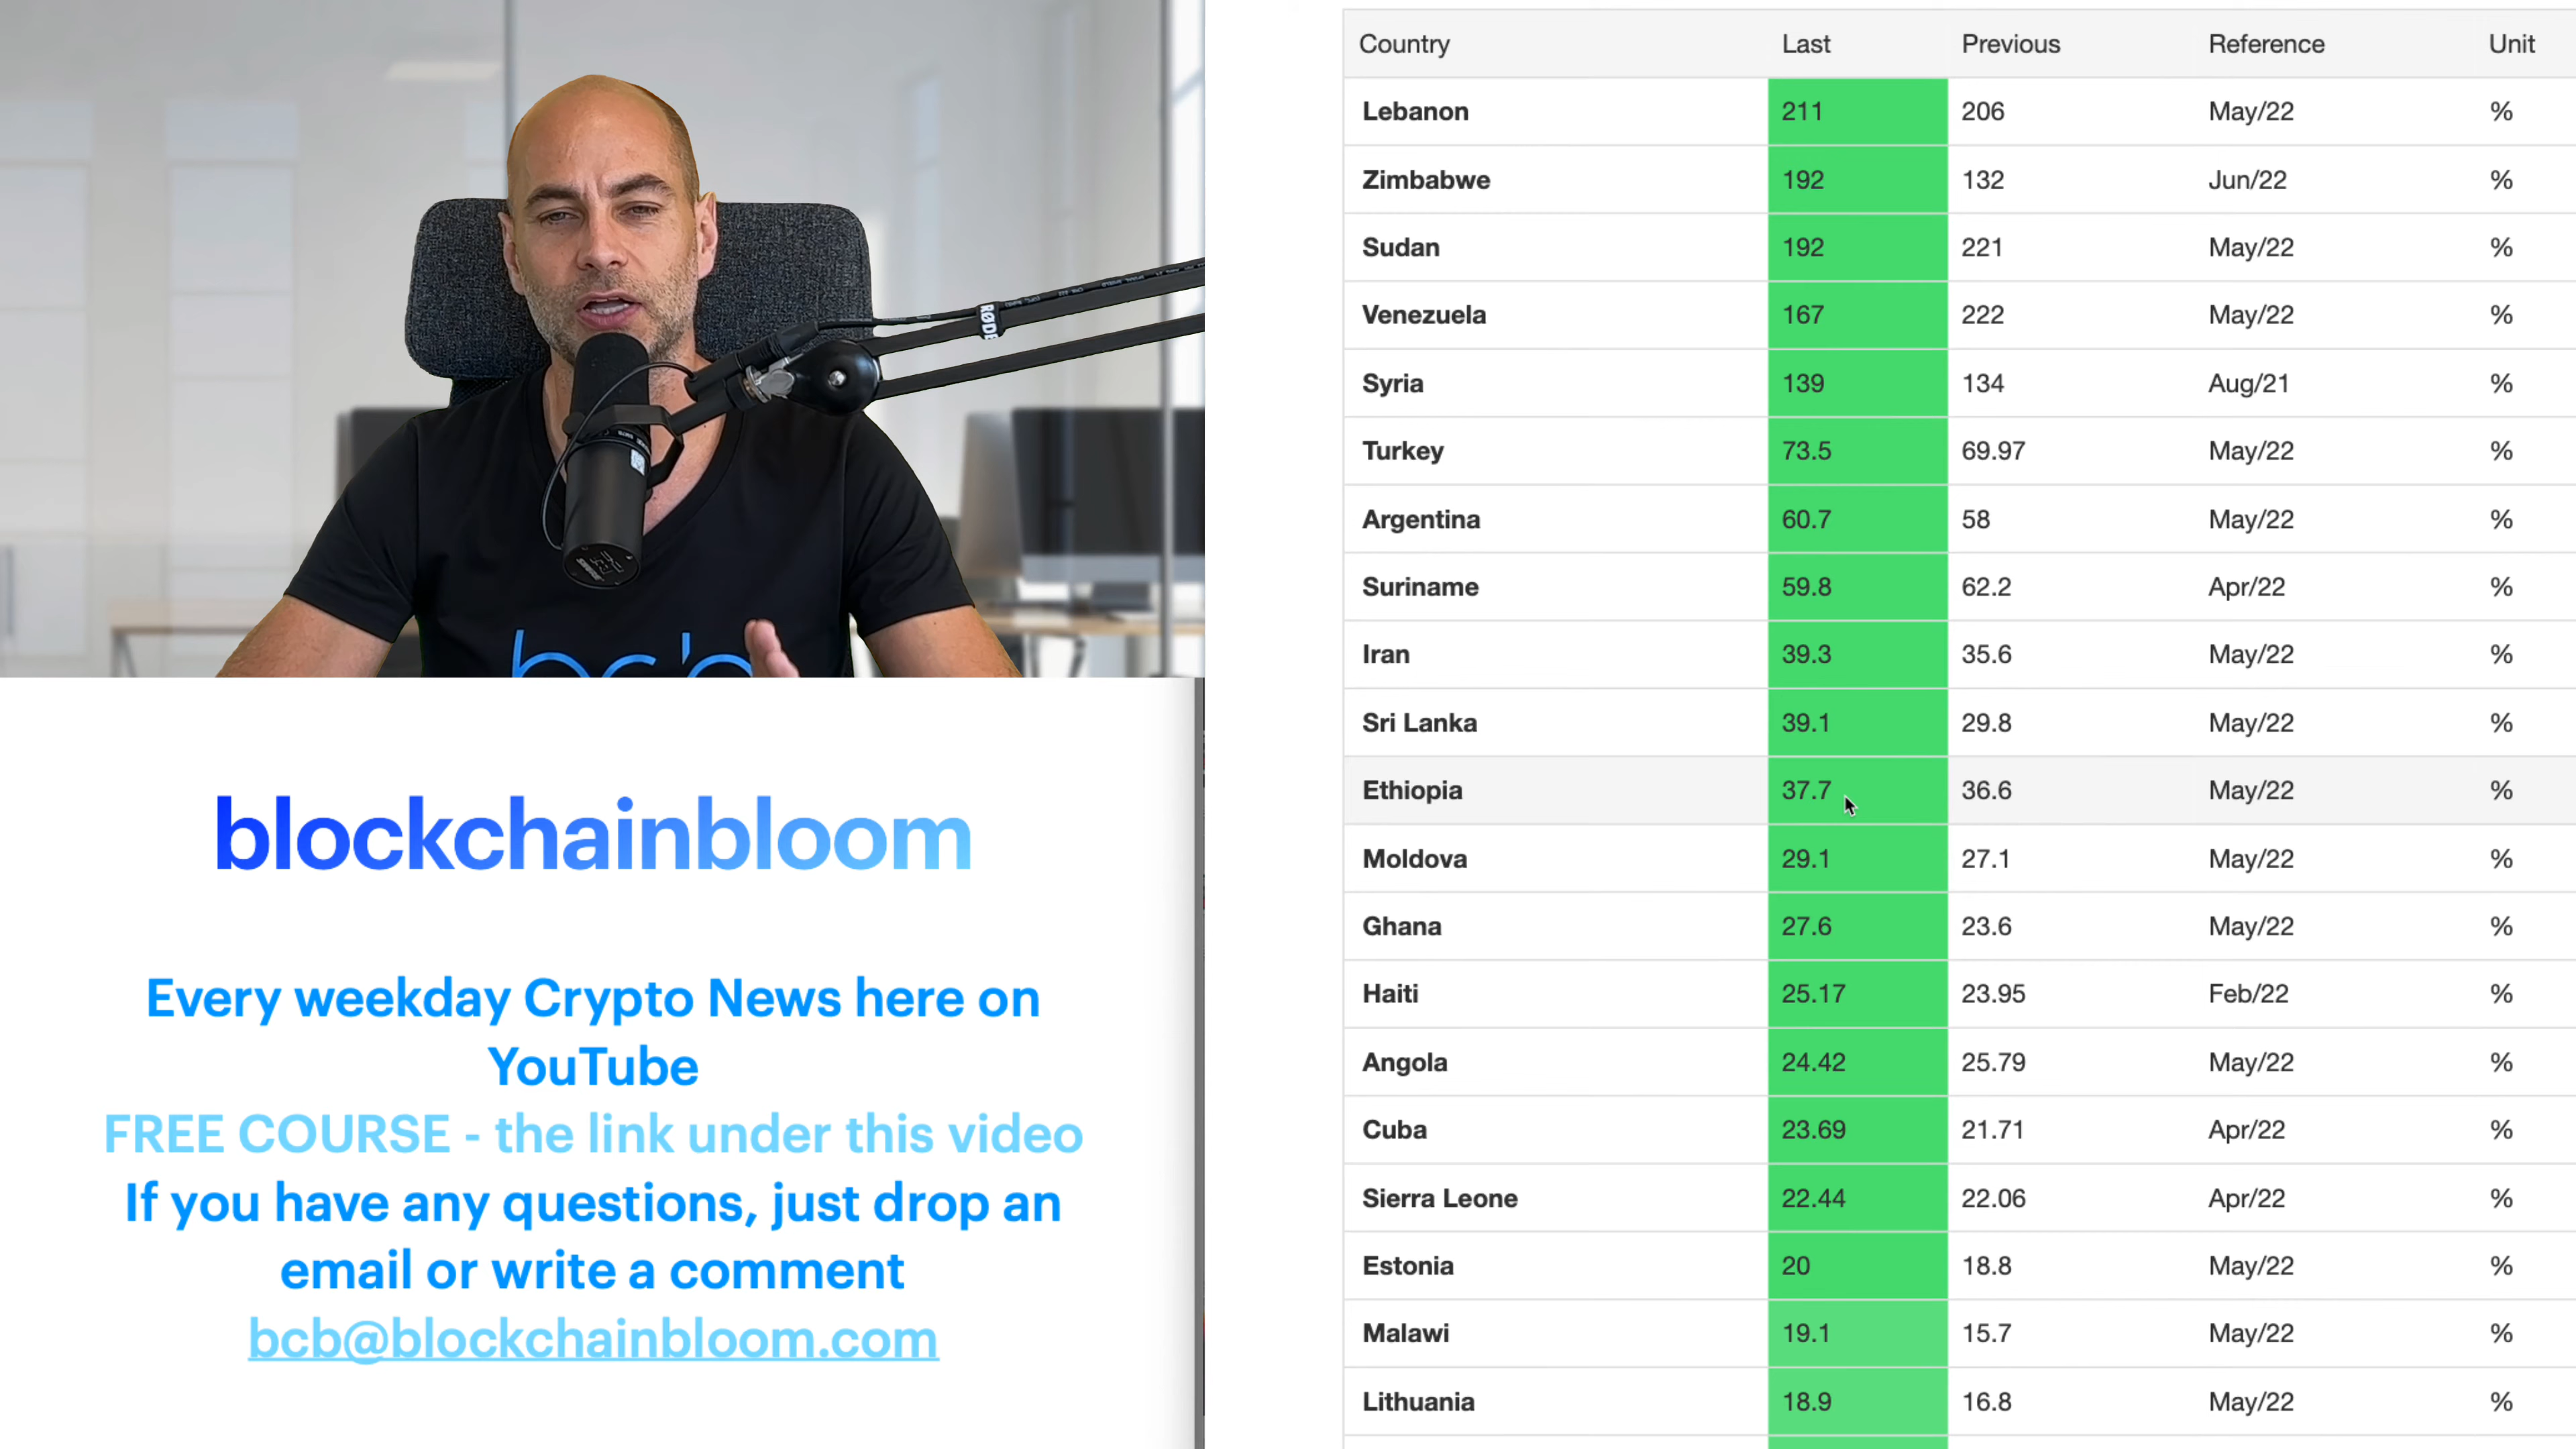 RØDE
bcb
blockchainbloom
Every weekday Crypto News here on
YouTube
FREE COURSE - the link under this video
If you have any questions, just drop an
email or write a comment
bcb@blockchainbloom.com
Country Last Previous Reference Unit
Lebanon 211 206 May/22 %
Zimbabwe 192 132 Jun/22 %
Sudan 192 221 May/22 %
Venezuela 167 222 May/22 %
Syria 139 134 Aug/21 %
Turkey 73.5 69.97 May/22 %
Argentina 60.7 58 May/22 %
Suriname 59.8 62.2 Apr/22 %
Iran 39.3 35.6 May/22 %
Sri Lanka 39.1 29.8 May/22 %
Ethiopia 37.7 36.6 May/22 %
Moldova 29.1 27.1 May/22 %
Ghana 27.6 23.6 May/22 %
Haiti 25.17 23.95 Feb/22 %
Angola 24.42 25.79 May/22 %
Cuba 23.69 21.71 Apr/22 %
Sierra Leone 22.44 22.06 Apr/22 %
Estonia 20 18.8 May/22 %
Malawi 19.1 15.7 May/22 %
Lithuania 18.9 16.8 May/22 %